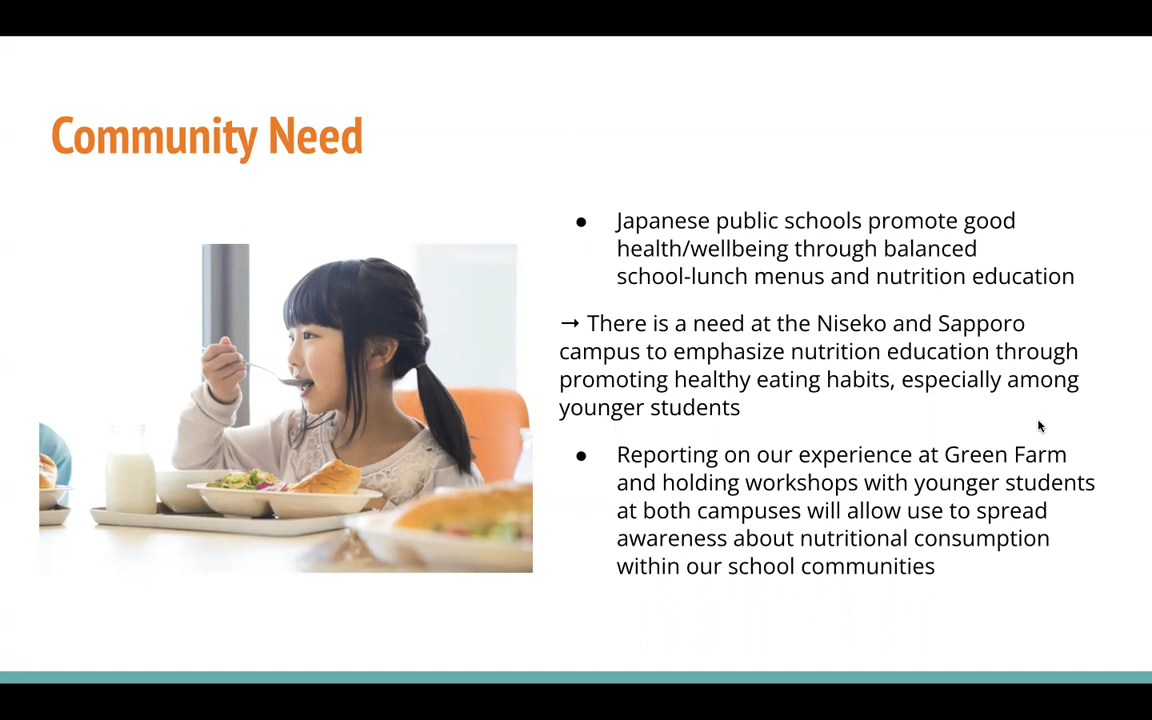 Community Need
● Japanese public schools promote good
health/wellbeing through balanced
school-lunch menus and nutrition education
→ There is a need at the Niseko and Sapporo
campus to emphasize nutrition education through
promoting healthy eating habits, especially among
younger students
● Reporting on our experience at Green Farm
and holding workshops with younger students
at both campuses will allow use to spread
awareness about nutritional consumption
within our school communities